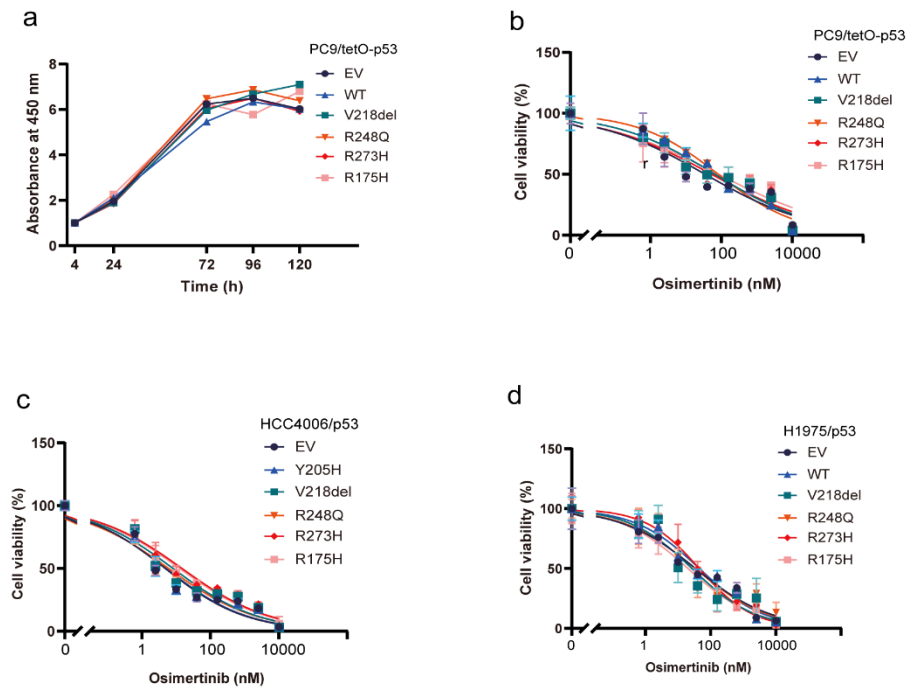 a
PC9/tetO-p53
EV
WT
V218del
R248Q
R273H
R175H
Absorbance at 450 nm
8
6
4
2
0
4
24
72
96
120
Time (h)
b
PC9/tetO-p53
EV
WT
V218del
R248Q
R273H
R175H
Cell viability (%)
150
100
50
0
r
0
1
100
10000
Osimertinib (nM)
c
HCC4006/p53
EV
Y205H
V218del
R248Q
R273H
R175H
Cell viability (%)
150
100
50
0
0
1
100
10000
Osimertinib (nM)
d
H1975/p53
EV
WT
V218del
R248Q
R273H
R175H
Cell viability (%)
150
100
50
0
0
1
100
10000
Osimertinib (nM)